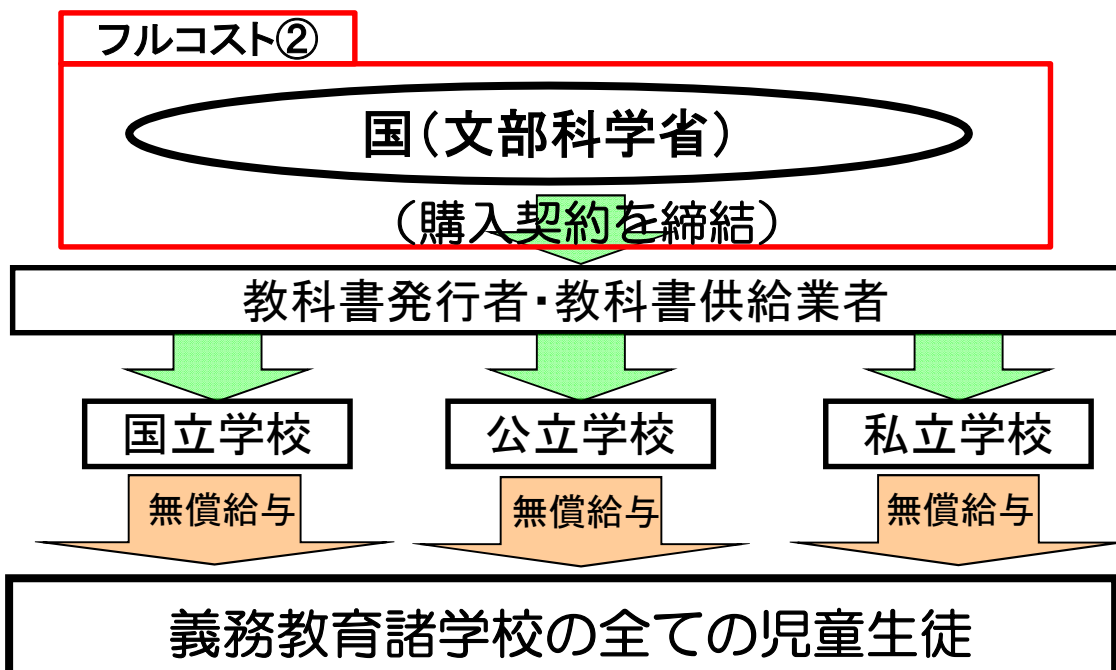 フルコスト②
国(文部科学省)
(購入契約を締結)
教科書発行者・教科書供給業者
国立学校 公立学校 私立学校
無償給与 無償給与 無償給与
義務教育諸学校の全ての児童生徒